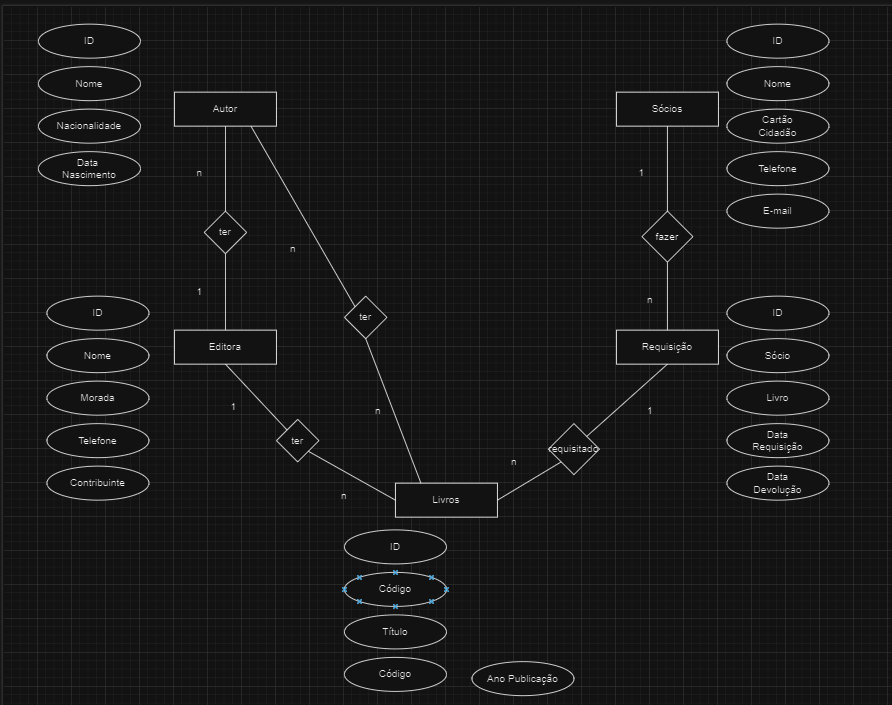 ID
Nome
Nacionalidade
Data
Nascimento
Autor
n
ter
1
n
ter
n
Sócios
ID
Nome
Cartão
Cidadão
Telefone
E-mail
1
fazer
n
ID
Nome
Morada
Telefone
Contribuinte
Editora
1
ter
n
Requisição
ID
Sócio
Livro
Data
Requisição
Data
Devolução
1
requisitado
n
Livros
ID
Código
Título
Código
Ano Publicação